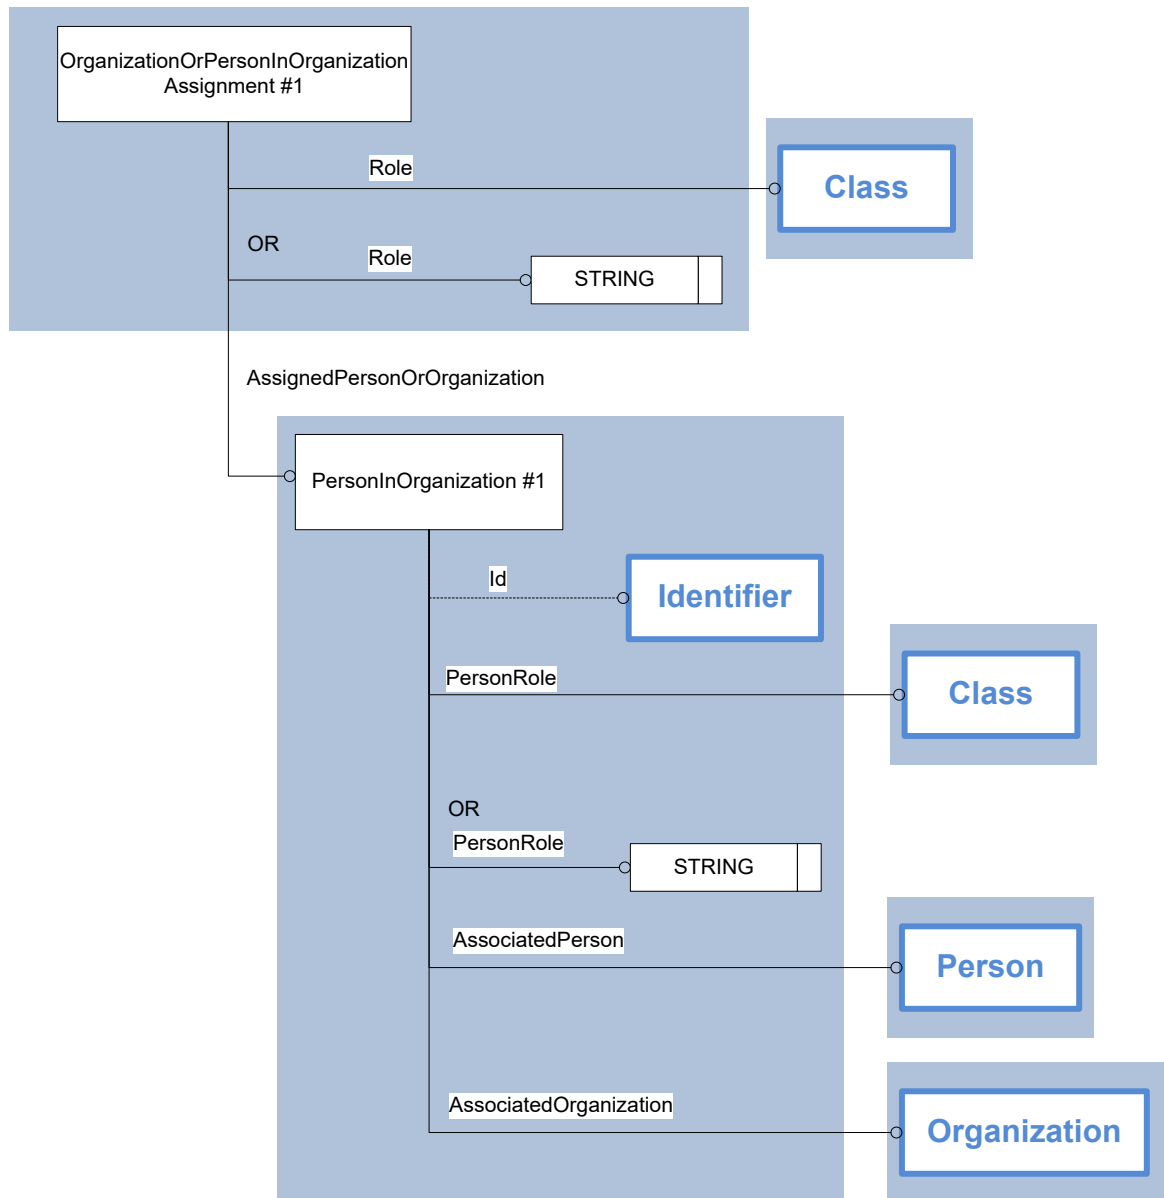 OrganizationOrPersonInOrganization
Assignment #1
Role
Class
OR
Role
STRING
AssignedPersonOrOrganization
PersonInOrganization #1
Id
Identifier
PersonRole
Class
OR
PersonRole
STRING
AssociatedPerson
Person
AssociatedOrganization
Organization